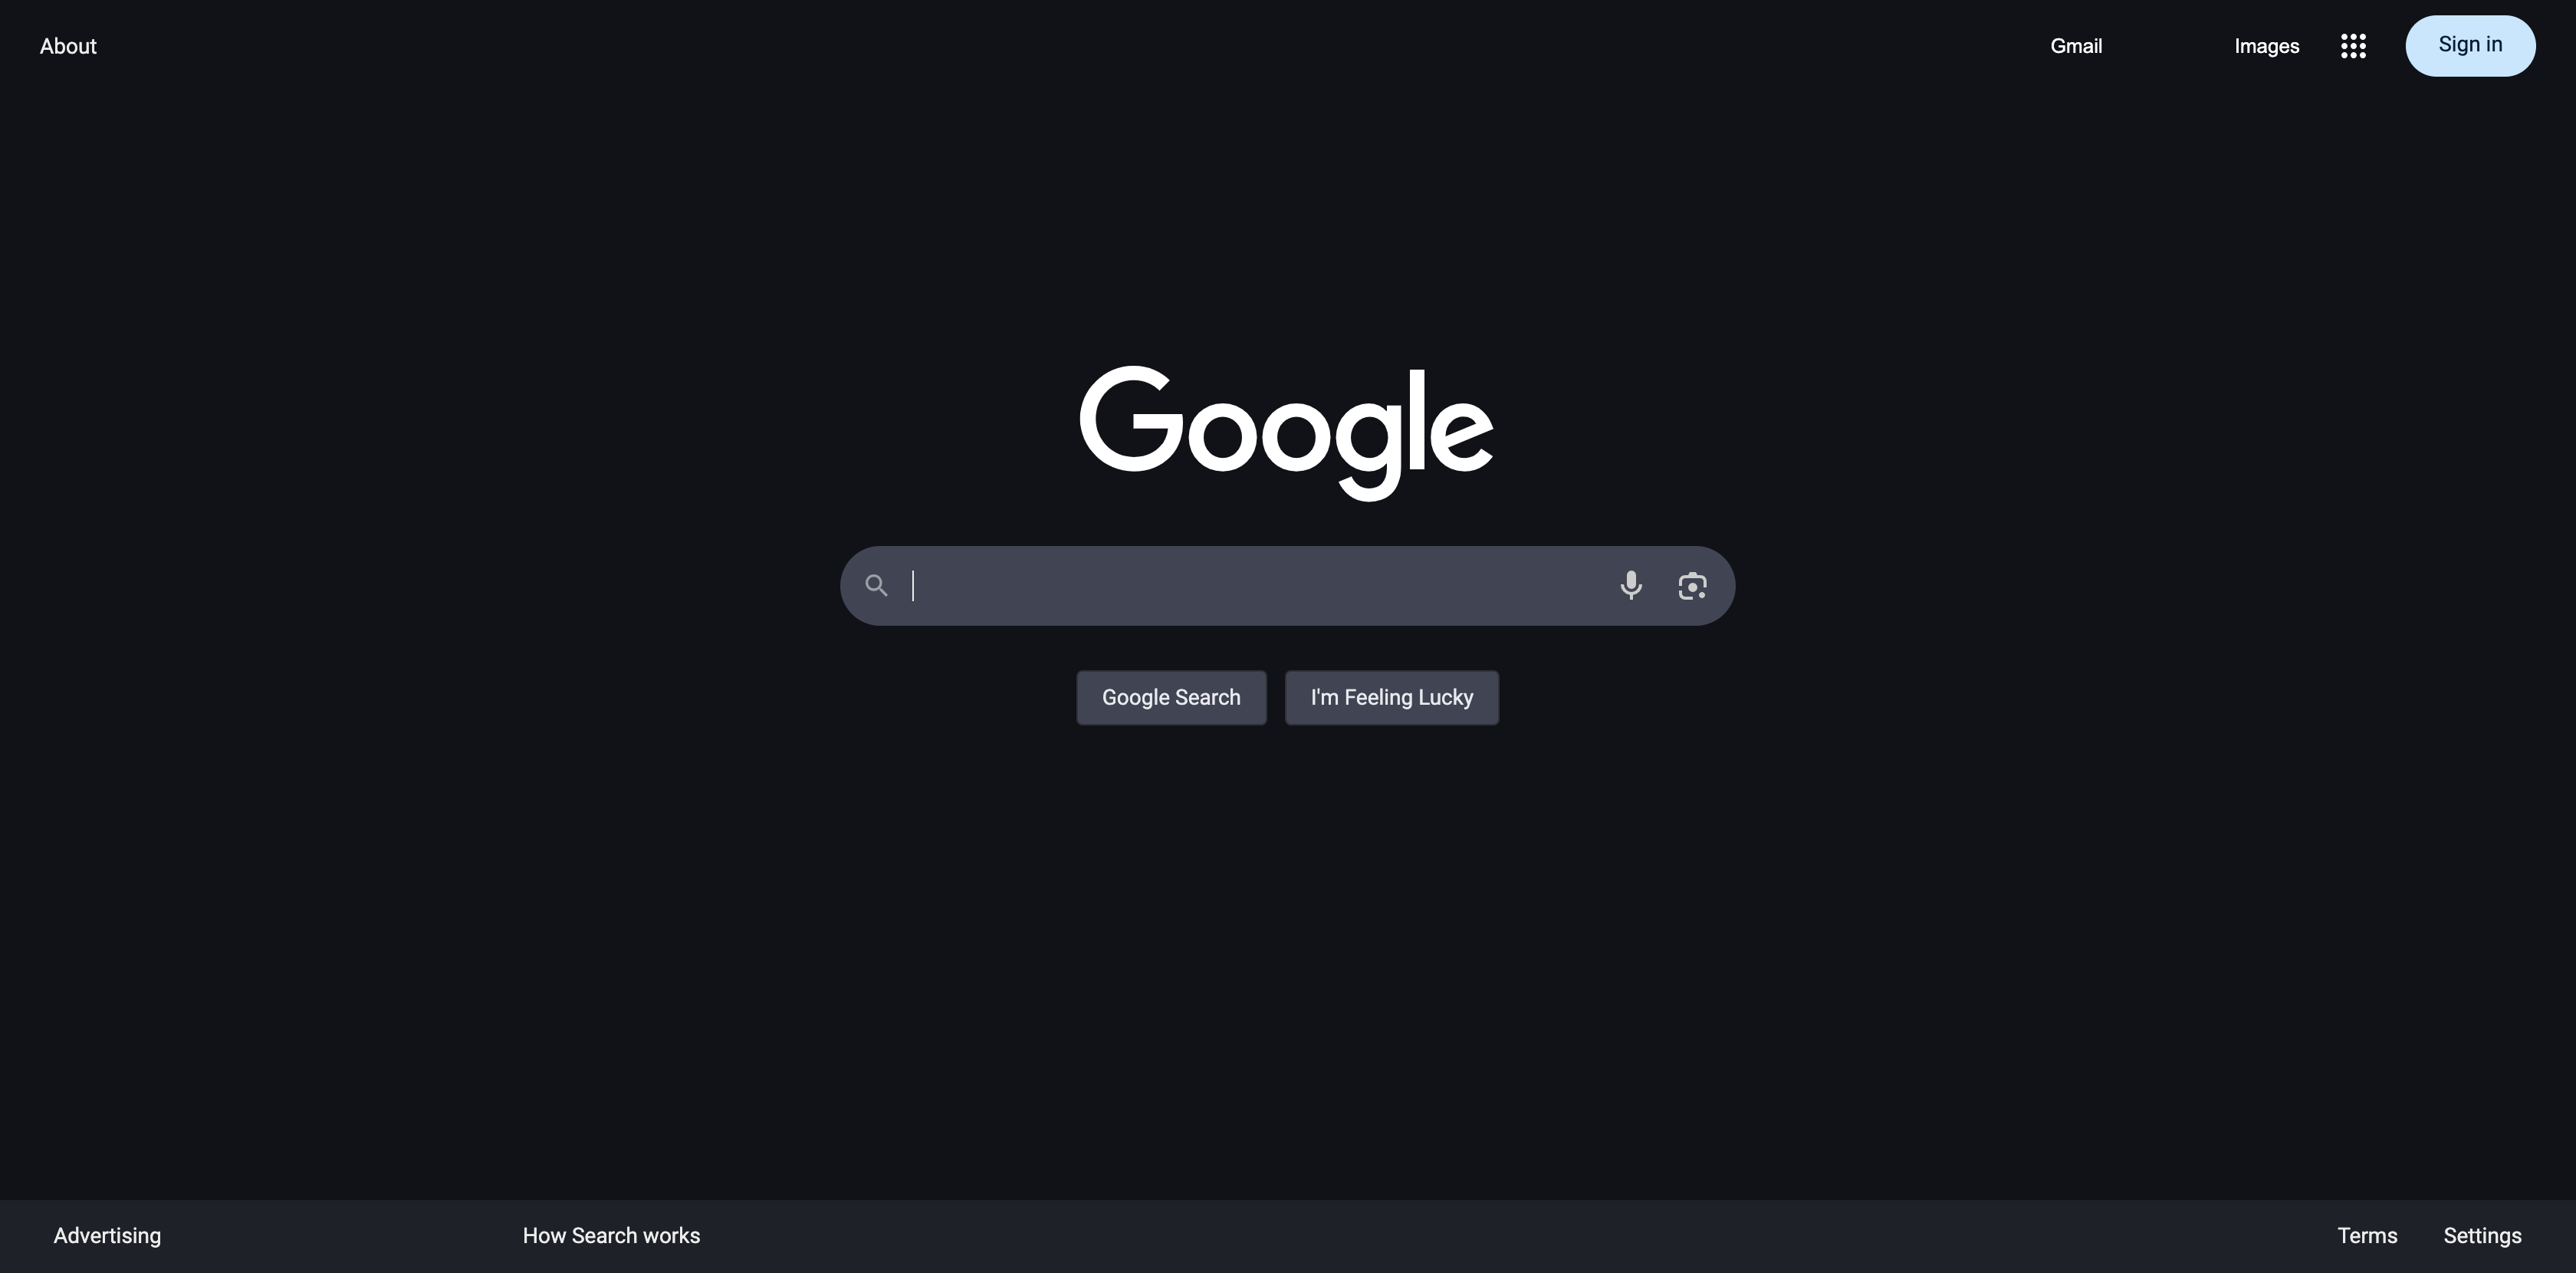 About Gmail Images Sign in
Google
Google Search I'm Feeling Lucky
Advertising How Search works Terms Settings